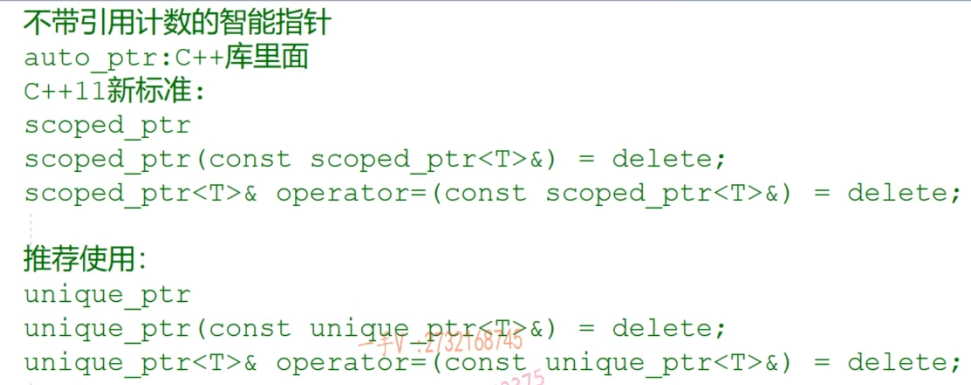 不带引用计数的智能指针
auto_ptr:C++库里面
C++11新标准:
scoped_ptr
scoped_ptr(const scoped_ptr<T>&) = delete;
scoped_ptr<T>& operator=(const scoped_ptr<T>&) = delete;
推荐使用:
unique_ptr
unique_ptr(const unique_ptr<T>&) = delete;
一手V :2732168745
unique_ptr<T>& operator=(const unique_ptr<T>&) = delete;